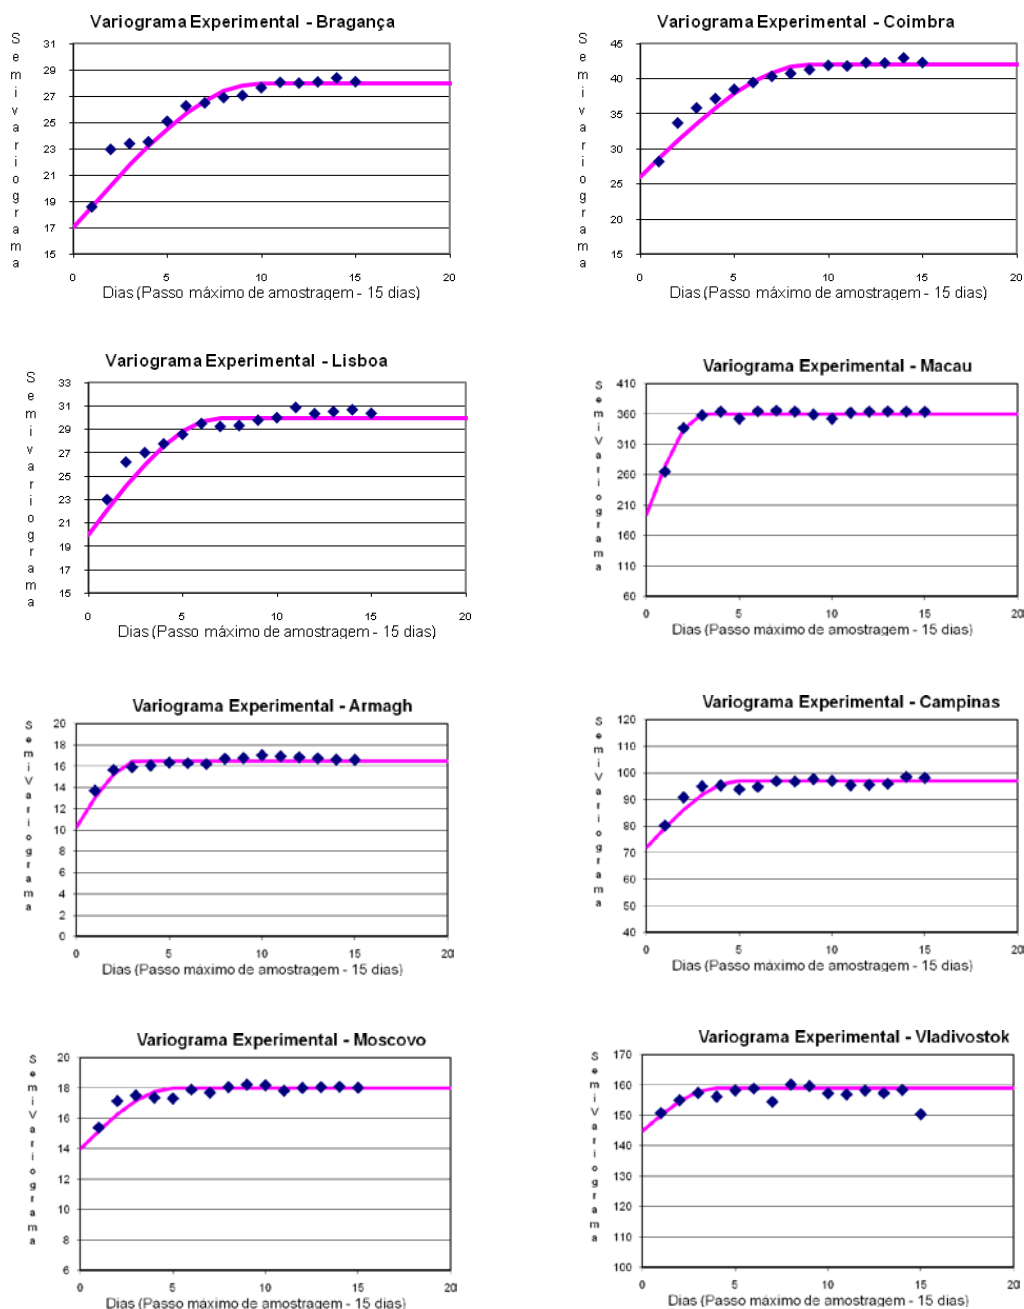 Variograma Experimental - Bragança
Semivariograma
31
29
27
25
23
21
19
17
15
0 5 10 15 20
Dias (Passo máximo de amostragem - 15 dias)
Variograma Experimental - Coimbra
Semivariograma
45
40
35
30
25
20
15
0 5 10 15 20
Dias (Passo máximo de amostragem - 15 dias)
Variograma Experimental - Lisboa
Semivariograma
33
31
29
27
25
23
21
19
17
15
0 5 10 15 20
Dias (Passo máximo de amostragem - 15 dias)
Variograma Experimental - Macau
SemiVariograma
410
360
310
260
210
160
110
60
0 5 10 15 20
Dias (Passo máximo de amostragem - 15 dias)
Variograma Experimental - Armagh
SemiVariograma
20
18
16
14
12
10
8
6
4
2
0
0 5 10 15 20
Dias (Passo máximo de amostragem - 15 dias)
Variograma Experimental - Campinas
SemiVariograma
120
110
100
90
80
70
60
50
40
0 5 10 15 20
Dias (Passo máximo de amostragem - 15 dias)
Variograma Experimental - Moscovo
SemiVariograma
20
18
16
14
12
10
8
6
0 5 10 15 20
Dias (Passo máximo de amostragem - 15 dias)
Variograma Experimental - Vladivostok
SemiVariograma
170
160
150
140
130
120
110
100
0 5 10 15 20
Dias (Passo máximo de amostragem - 15 dias)